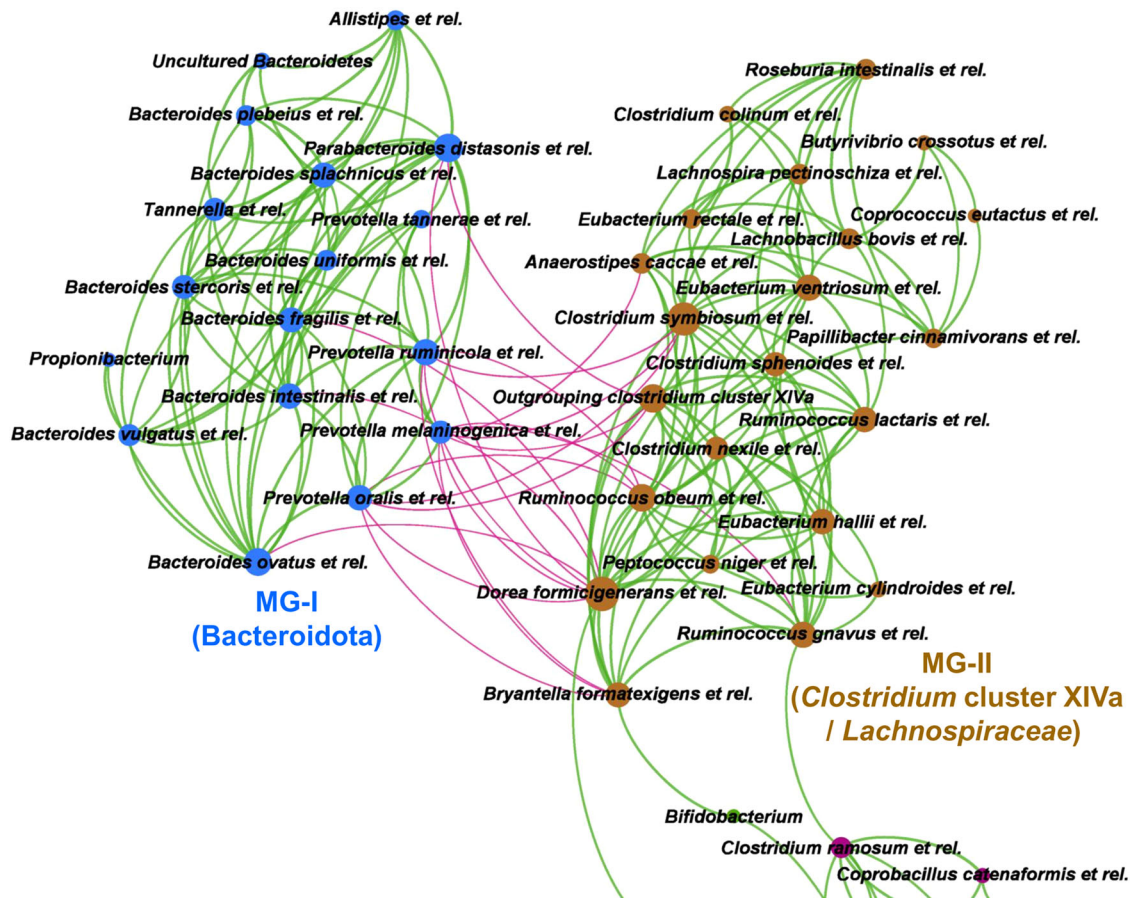 Allistipes et rel.
Uncultured Bacteroidetes
Roseburia intestinalis et rel.
Bacteroides plebeius et rel.
Clostridium colinum et rel.
Butyrivibrio crossotus et rel.
Parabacteroides distasonis et rel.
Bacteroides splachnicus et rel.
Lachnospira pectinoschiza et rel.
Tannerella et rel.
Prevotella tannerae et rel.
Eubacterium rectale et rel.
Coprococcus eutactus et rel.
Lachnobacillus bovis et rel.
Bacteroides uniformis et rel.
Anaerostipes caccae et rel.
Bacteroides stercoris et rel.
Eubacterium ventriosum et rel.
Bacteroides fragilis et rel.
Clostridium symbiosum et rel.
Papillibacter cinnamivorans et rel.
Propionibacterium
Prevotella ruminicola et rel.
Clostridium sphenoides et rel.
Bacteroides intestinalis et rel.
Outgrouping clostridium cluster XIVa
Bacteroides vulgatus et rel.
Prevotella melaninogenica et rel.
Ruminococcus lactaris et rel.
Clostridium nexile et rel.
Prevotella oralis et rel.
Ruminococcus obeum et rel.
Eubacterium hallii et rel.
Bacteroides ovatus et rel.
Peptococcus niger et rel.
Dorea formicigenerans et rel.
Eubacterium cylindroides et rel.
MG-I
(Bacteroidota)
Ruminococcus gnavus et rel.
MG-II
(Clostridium cluster XIVa
/ Lachnospiraceae)
Bryantella formatexigens et rel.
Bifidobacterium
Clostridium ramosum et rel.
Coprobacillus catenaformis et rel.